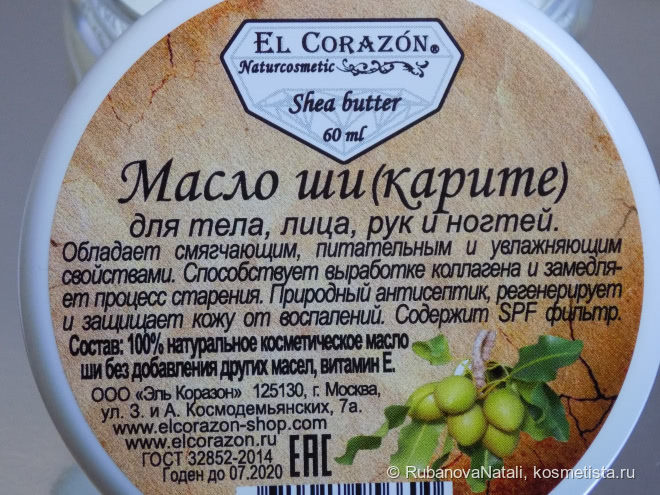 EL CORAZÓN®
Naturcosmetic
Shea butter
60 ml
Масло ши (карите)
для тела, лица, рук и ногтей.
Обладает смягчающим, питательным и увлажняющим
свойствами. Способствует выработке коллагена и замедля-
ет процесс старения. Природный антисептик, регенерирует
и защищает кожу от воспалений. Содержит SPF фильтр.
Состав: 100% натуральное косметическое масло
ши без добавления других масел, витамин Е.
ООО «Эль Коразон» 125130, г. Москва,
ул. З. и А. Космодемьянских, 7а.
www.elcorazon-shop.com
www.elcorazon.ru
ГОСТ 32852-2014
Годен до 07.2020
EAC
© RubanovaNatali, kosmetista.ru